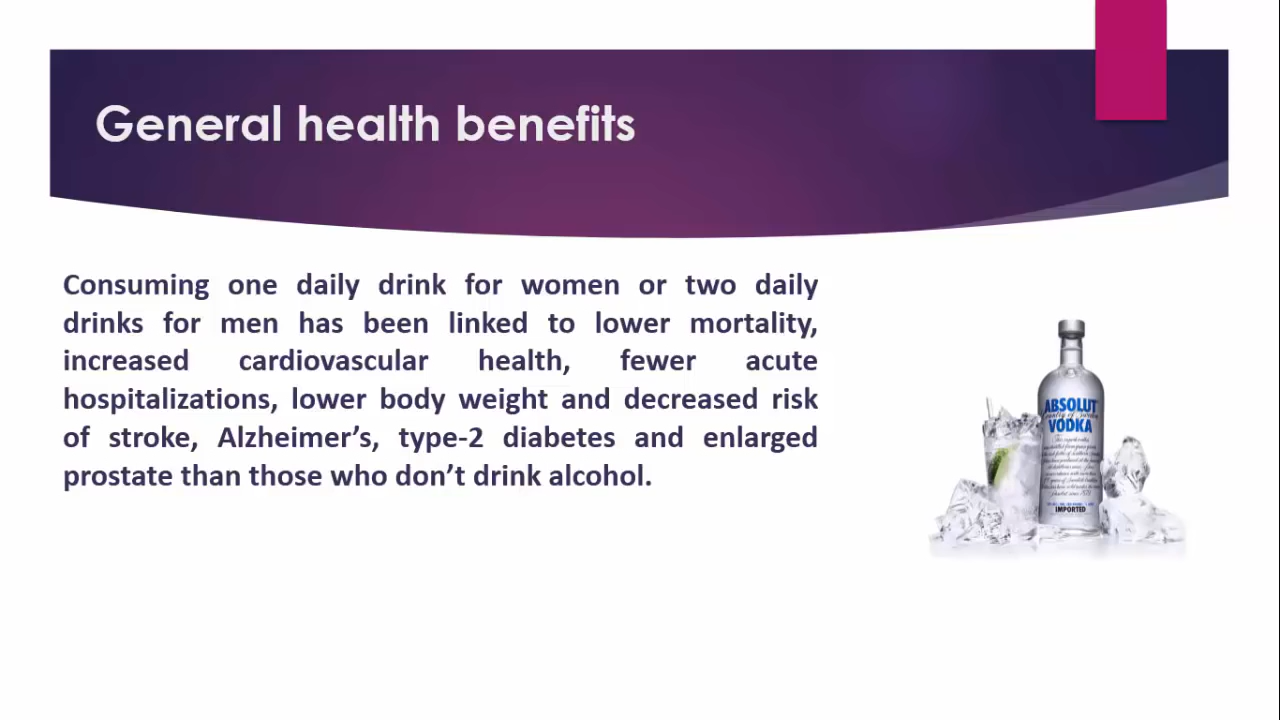 General health benefits
Consuming one daily drink for women or two daily
drinks for men has been linked to lower mortality,
increased cardiovascular health, fewer acute
hospitalizations, lower body weight and decreased risk
of stroke, Alzheimer’s, type-2 diabetes and enlarged
prostate than those who don’t drink alcohol.
ABSOLUT
VODKA
IMPORTED